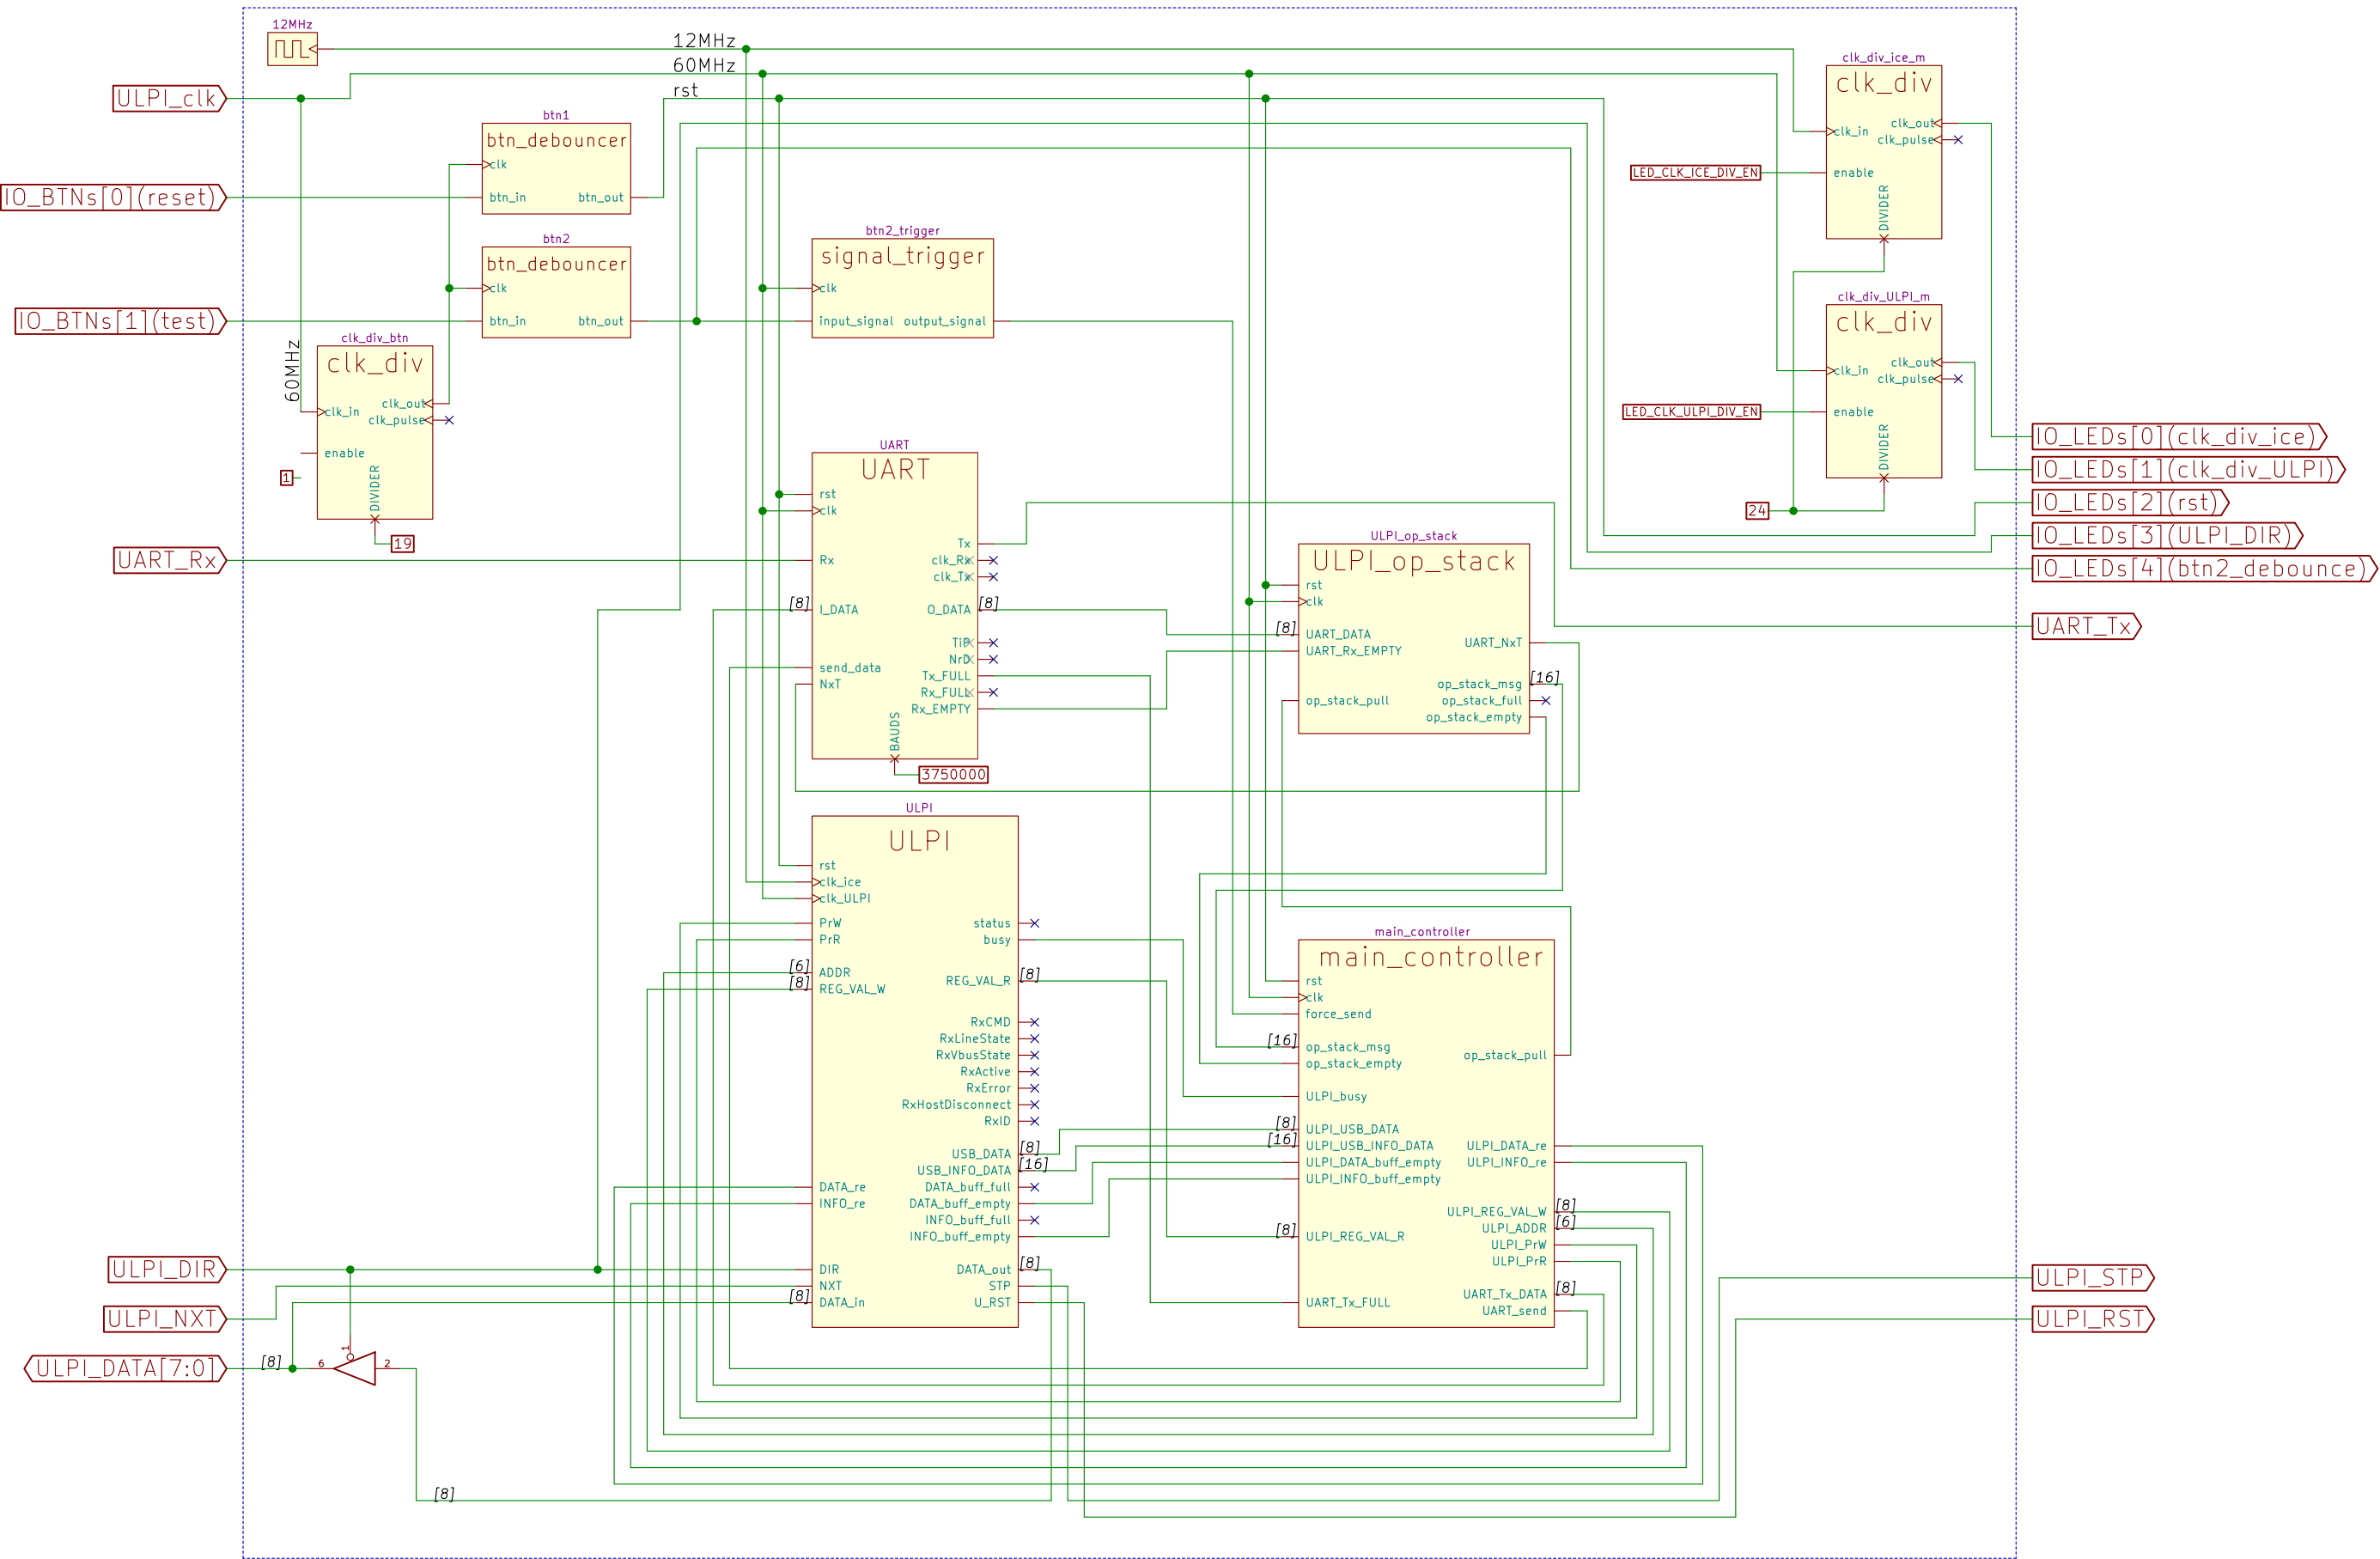 12MHz
12MHz
60MHz
rst
ULPI_clk
IO_BTNs[0](reset)
IO_BTNs[1](test)
btn1
btn_debouncer
clk
btn_in
btn_out
btn2
btn_debouncer
clk
btn_in
btn_out
60MHz
clk_div_btn
clk_div
clk_in
enable
clk_out
clk_pulse
DIVIDER
1
19
btn2_trigger
signal_trigger
clk
input_signal
output_signal
clk_div_ice_m
clk_div
clk_in
enable
clk_out
clk_pulse
DIVIDER
LED_CLK_ICE_DIV_EN
clk_div_ULPI_m
clk_div
clk_in
enable
clk_out
clk_pulse
DIVIDER
LED_CLK_ULPI_DIV_EN
24
IO_LEDs[0](clk_div_ice)
IO_LEDs[1](clk_div_ULPI)
IO_LEDs[2](rst)
IO_LEDs[3](ULPI_DIR)
IO_LEDs[4](btn2_debounce)
UART_Tx
UART_Rx
UART
UART
rst
clk
Rx
[8]
I_DATA
send_data
NxT
Tx
clk_Rx
clk_Tx
O_DATA
[8]
TiP
NrD
Tx_FULL
Rx_FULL
Rx_EMPTY
BAUDS
3750000
ULPI_op_stack
ULPI_op_stack
rst
clk
[8]
UART_DATA
UART_Rx_EMPTY
op_stack_pull
UART_NxT
[16]
op_stack_msg
op_stack_full
op_stack_empty
ULPI
ULPI
rst
clk_ice
clk_ULPI
PrW
PrR
[6]
ADDR
[8]
REG_VAL_W
DATA_re
INFO_re
DIR
NXT
[8]
DATA_in
status
busy
REG_VAL_R
[8]
RxCMD
RxLineState
RxVbusState
RxActive
RxError
RxHostDisconnect
RxID
USB_DATA
[8]
USB_INFO_DATA
[16]
DATA_buff_full
DATA_buff_empty
INFO_buff_full
INFO_buff_empty
DATA_out
[8]
STP
U_RST
main_controller
main_controller
rst
clk
force_send
[16]
op_stack_msg
op_stack_empty
ULPI_busy
[8]
ULPI_USB_DATA
[16]
ULPI_USB_INFO_DATA
ULPI_DATA_buff_empty
ULPI_INFO_buff_empty
[8]
ULPI_REG_VAL_R
UART_Tx_FULL
op_stack_pull
ULPI_DATA_re
ULPI_INFO_re
ULPI_REG_VAL_W
[8]
ULPI_ADDR
[6]
ULPI_PrW
ULPI_PrR
UART_Tx_DATA
[8]
UART_send
ULPI_DIR
ULPI_NXT
ULPI_DATA[7:0]
[8]
6
1
2
[8]
ULPI_STP
ULPI_RST